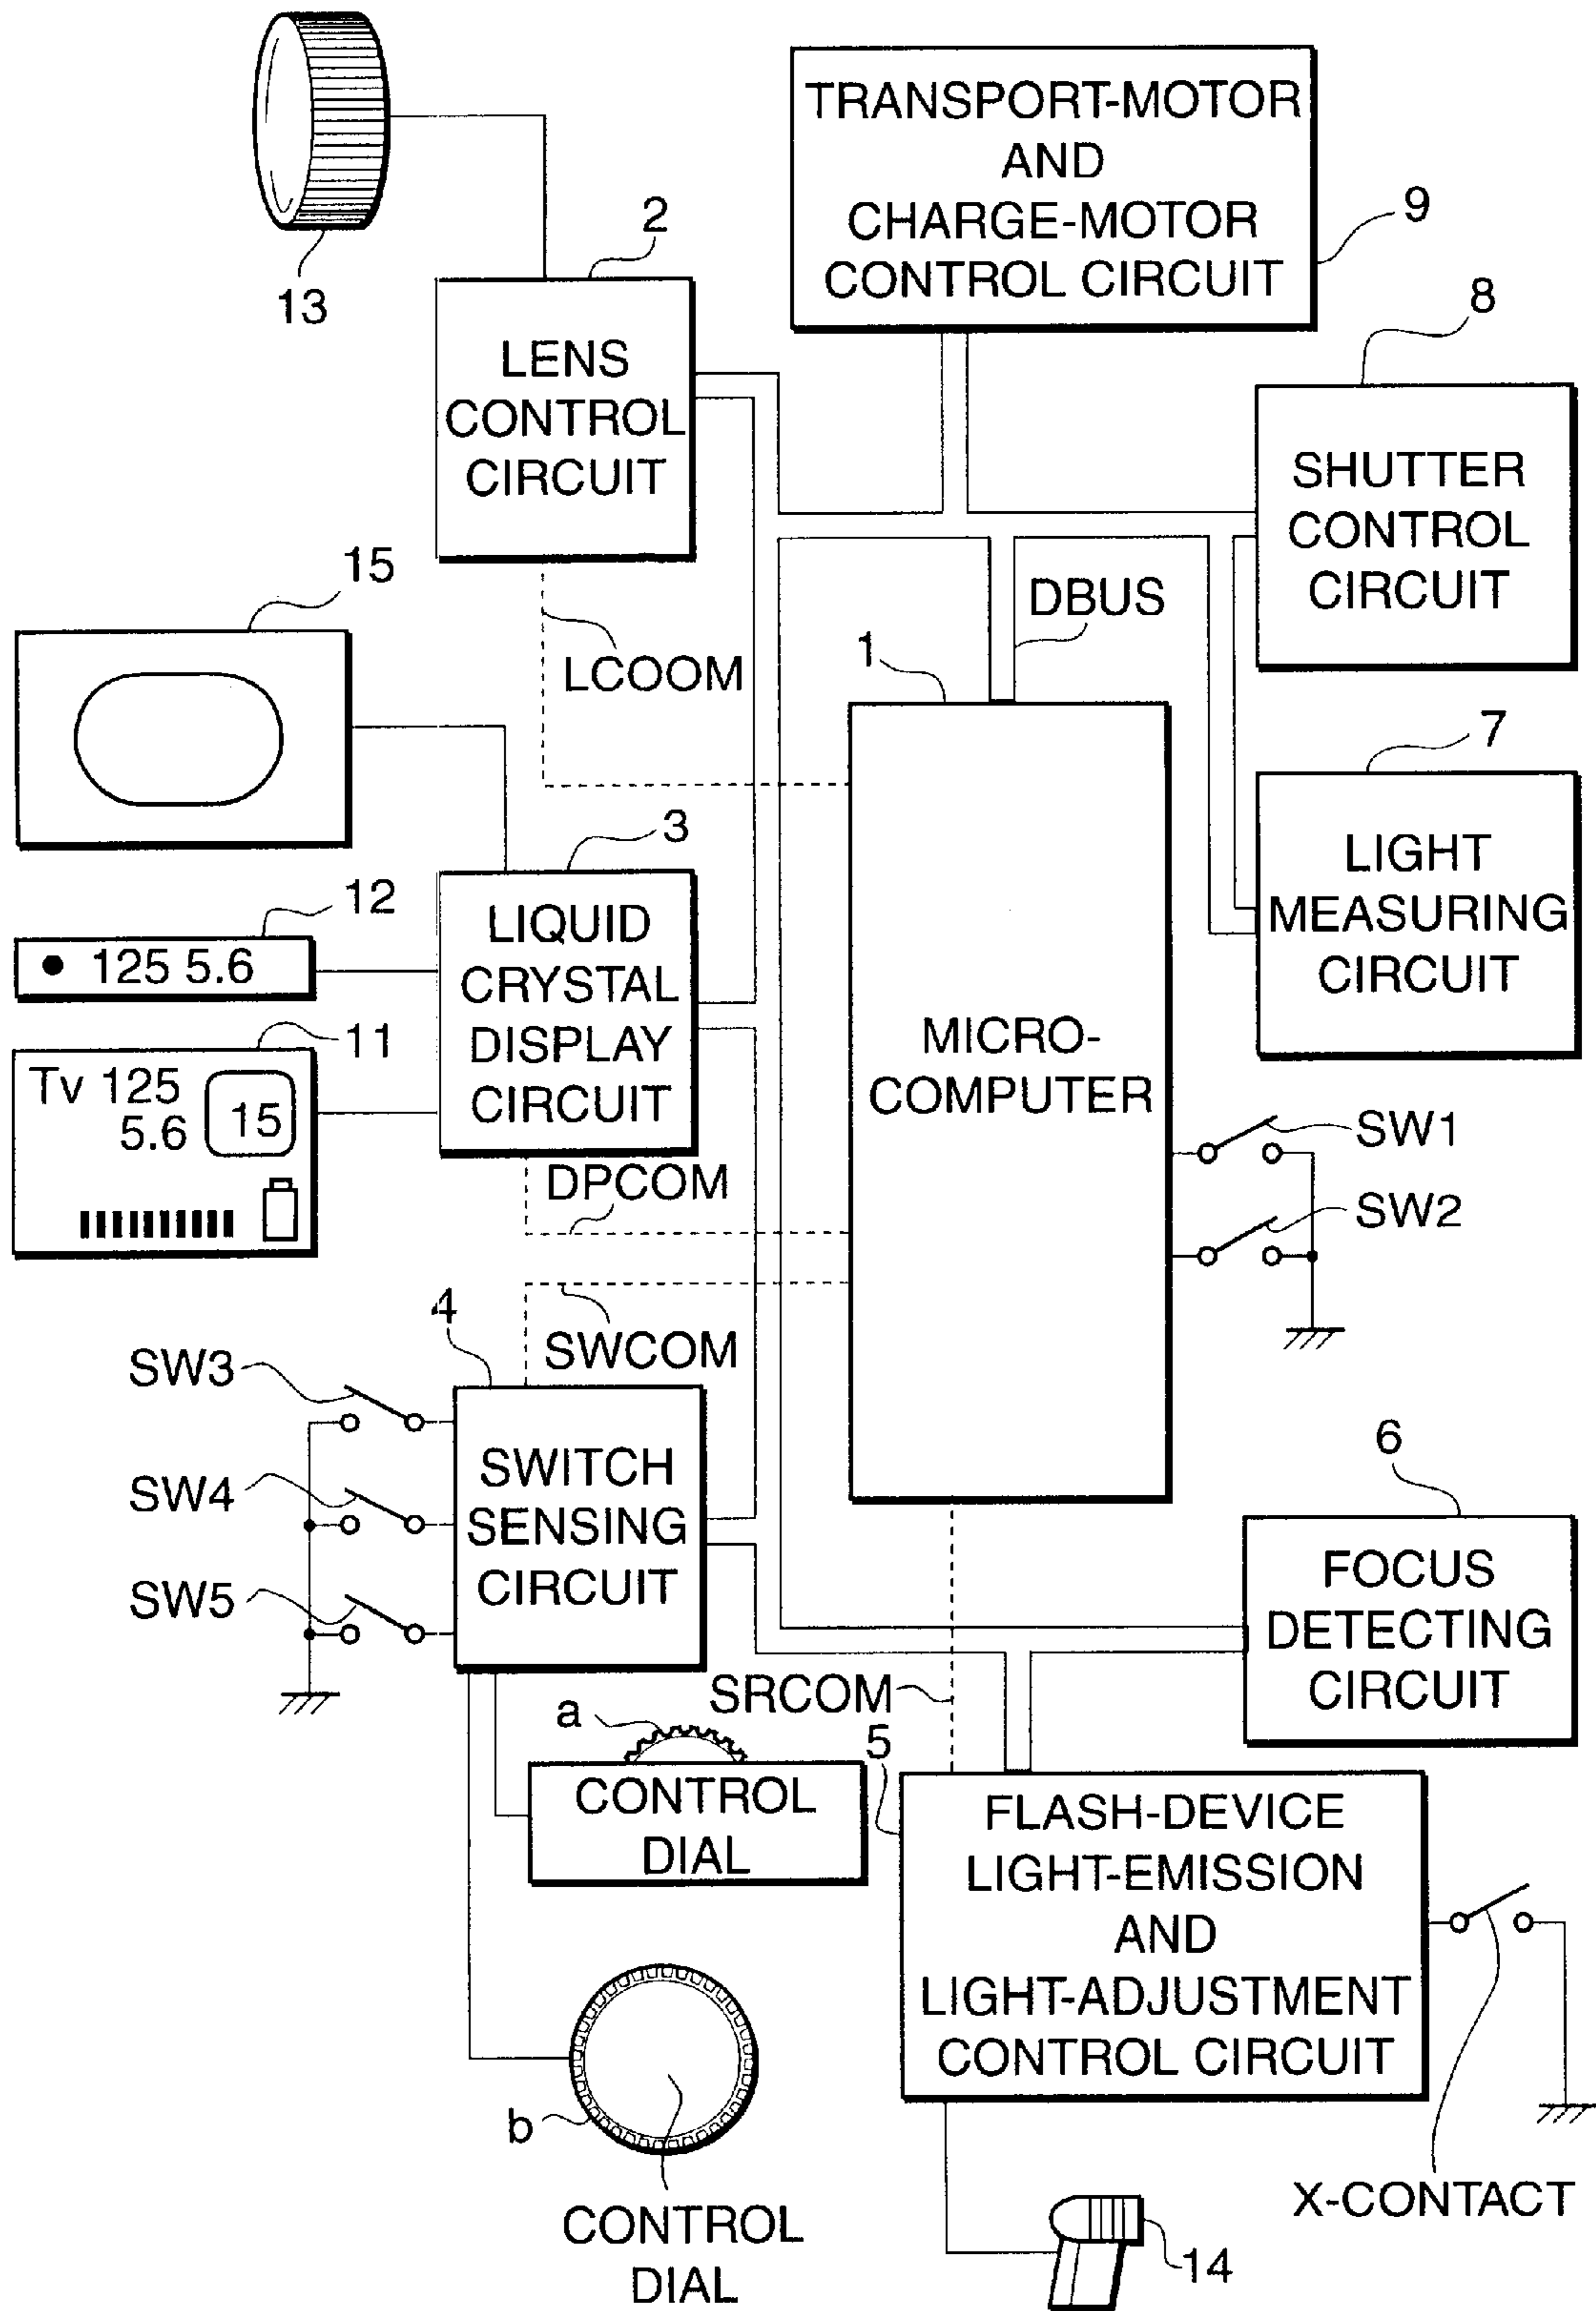 13
2
TRANSPORT-MOTOR
AND
CHARGE-MOTOR
CONTROL CIRCUIT
9
8
LENS
CONTROL
CIRCUIT
SHUTTER
CONTROL
CIRCUIT
15
LCOOM
DBUS
1
7
3
LIGHT
MEASURING
CIRCUIT
12
125 5.6
11
Tv 125
5.6
15
LIQUID
CRYSTAL
DISPLAY
CIRCUIT
MICRO-
COMPUTER
SW1
SW2
DPCOM
SWCOM
4
SW3
SW4
SW5
SWITCH
SENSING
CIRCUIT
6
FOCUS
DETECTING
CIRCUIT
SRCOM
a
5
CONTROL
DIAL
FLASH-DEVICE
LIGHT-EMISSION
AND
LIGHT-ADJUSTMENT
CONTROL CIRCUIT
b
CONTROL
DIAL
X-CONTACT
14